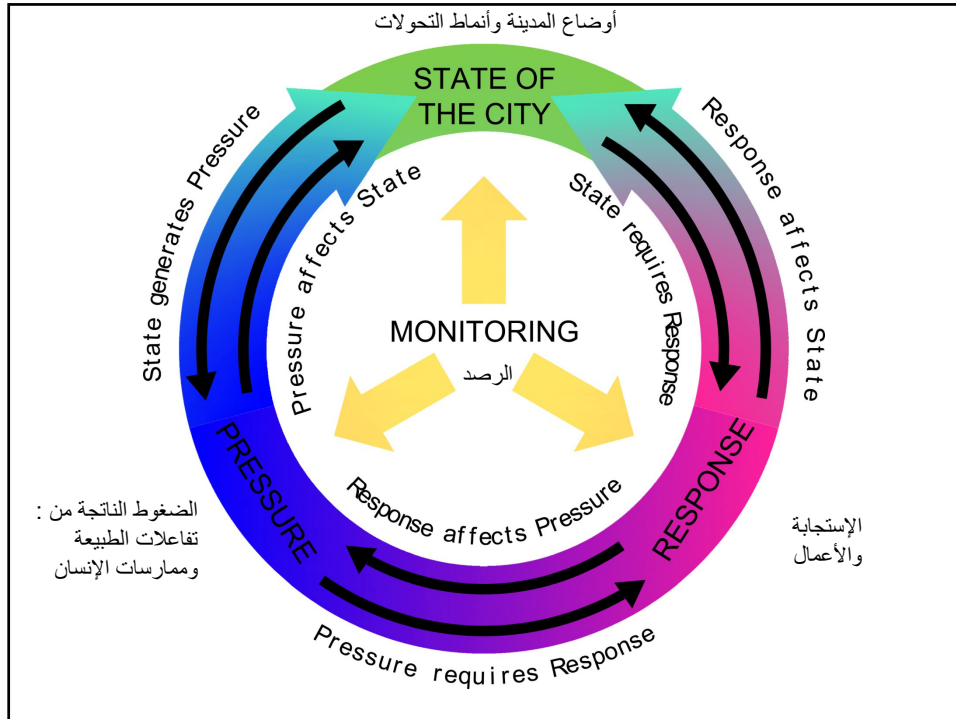 أوضاع المدينة وأنماط التحولات
STATE OF
THE CITY
State generates Pressure
Pressure affects State
State requires Response
Response affects State
MONITORING
الرصد
PRESSURE
RESPONSE
Response affects Pressure
Pressure requires Response
الضغوط الناتجة من :
تفاعلات الطبيعة
وممارسات الإنسان
الإستجابة
والأعمال